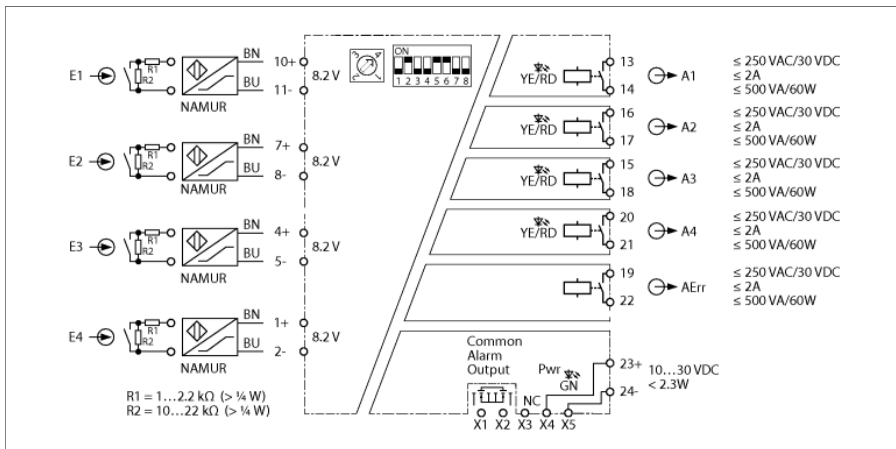 E1
R1
R2
NAMUR
BN
10+
BU
11-
8.2 V
ON
1 2 3 4 5 6 7 8
YE/RD
13
14
A1
≤ 250 VAC/30 VDC
≤ 2A
≤ 500 VA/60W
E2
R1
R2
NAMUR
BN
7+
BU
8-
8.2 V
YE/RD
16
17
A2
≤ 250 VAC/30 VDC
≤ 2A
≤ 500 VA/60W
YE/RD
15
18
A3
≤ 250 VAC/30 VDC
≤ 2A
≤ 500 VA/60W
E3
R1
R2
NAMUR
BN
4+
BU
5-
8.2 V
YE/RD
20
21
A4
≤ 250 VAC/30 VDC
≤ 2A
≤ 500 VA/60W
19
22
AErr
≤ 250 VAC/30 VDC
≤ 2A
≤ 500 VA/60W
E4
R1
R2
NAMUR
BN
1+
BU
2-
8.2 V
R1 = 1...2.2 kΩ (> ¼ W)
R2 = 10...22 kΩ (> ¼ W)
Common
Alarm
Output
Pwr
GN
23+
24-
10...30 VDC
< 2.3W
NC
X1 X2 X3 X4 X5